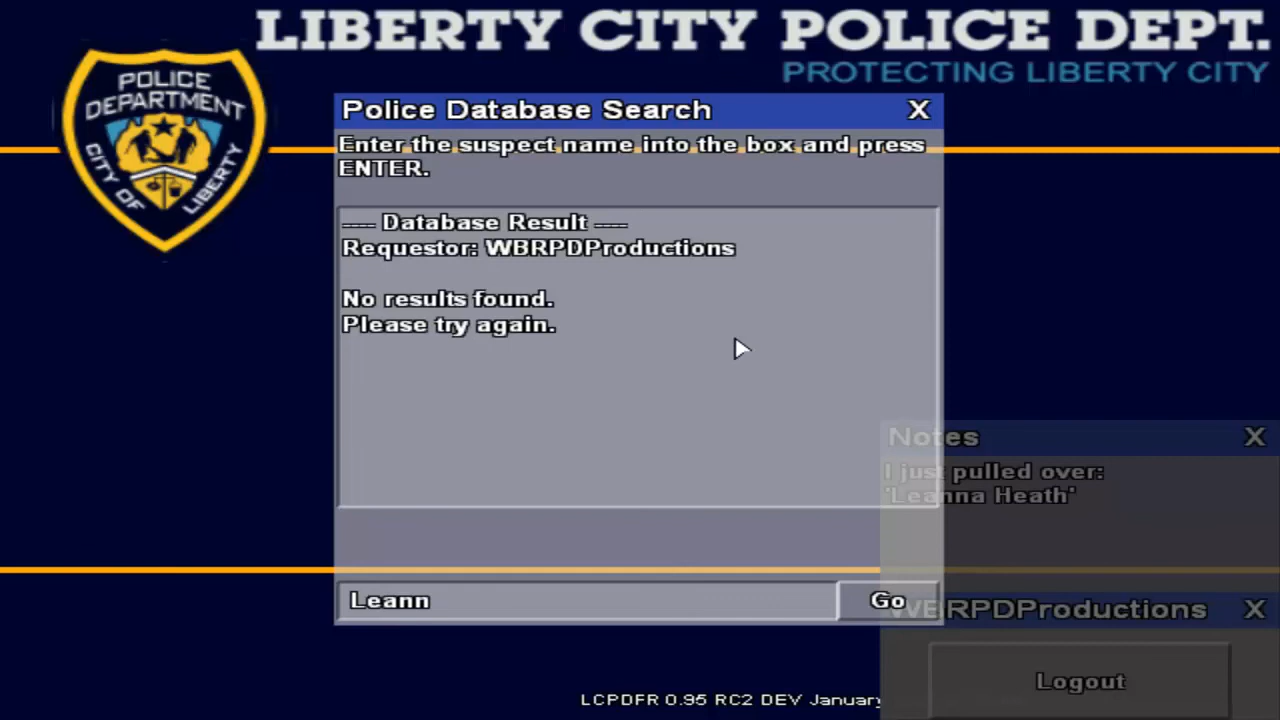 LIBERTY CITY POLICE DEPT.
PROTECTING LIBERTY CITY
POLICE
DEPARTMENT
CITY OF LIBERTY
Police Database Search X
Enter the suspect name into the box and press
ENTER.
---- Database Result ----
Requestor: WBRPDProductions
No results found.
Please try again.
Notes X
I just pulled over:
'Leanna Heath'
Leann Go
WBRPDProductions X
Logout
LCPDFR 0.95 RC2 DEV January